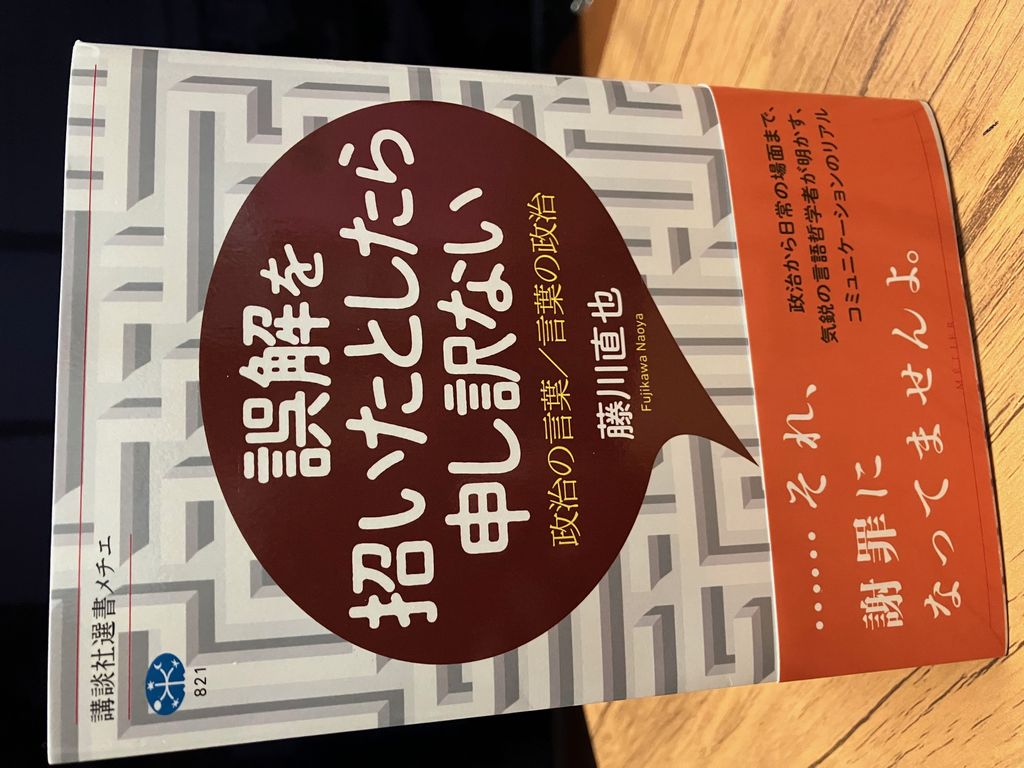 講談社選書メチエ
821
誤解を
招いたとしたら
申し訳ない
政治の言葉／言葉の政治
藤川直也
Fujikawa Naoya
政治から日常の場面まで、
気鋭の言語哲学者が明かす、
コミュニケーションのリアル
……それ、
謝罪に
なってませんよ。
MÉTIER